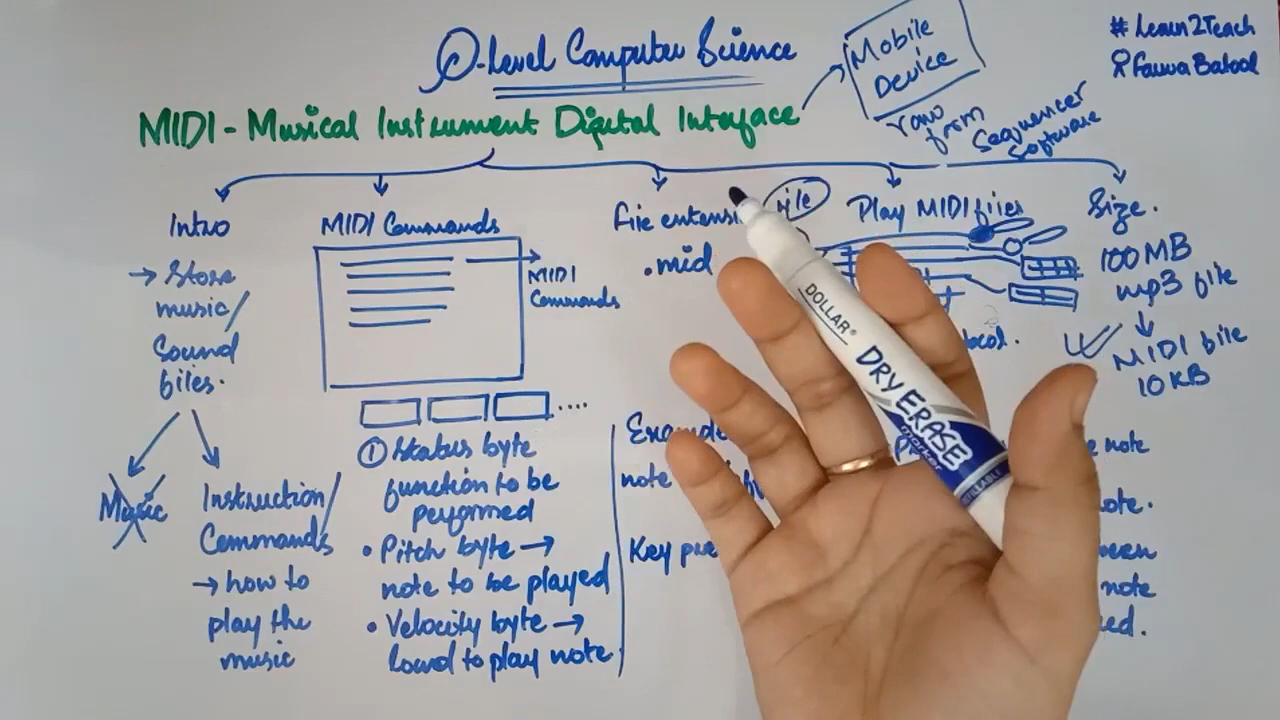 O-Level Computer Science
# Learn2Teach
Fauwa Batool
MIDI - Musical Instrument Digital Interface
Mobile
Device
from
Sequencer
Software
Intro
→ Store
music/
Sound
files.
Music
Instruction/
Commands
→ how to
play the
music
MIDI Commands
MIDI
Commands
① Status byte
function to be
performed
• Pitch byte →
note to be played
• Velocity byte →
Loud to play note
File
.mid
file
Play MIDI files
Size.
100 MB
mp3 file
MIDI file
10 KB
note
note
Key
note
note.
note
DOLLAR
DRY ERASE
marker